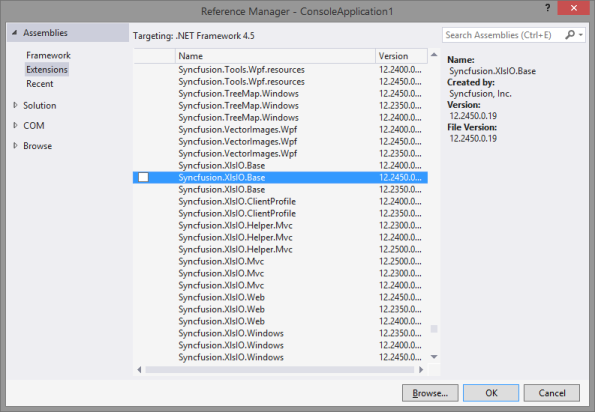 Reference Manager - ConsoleApplication1
Assemblies
Framework
Extensions
Recent
Solution
COM
Browse
Targeting: .NET Framework 4.5
Search Assemblies (Ctrl+E)
Name Version
Syncfusion.Tools.Wpf.resources 12.2400.0...
Syncfusion.Tools.Wpf.resources 12.2450.0...
Syncfusion.TreeMap.Windows 12.2450.0...
Syncfusion.TreeMap.Windows 12.2350.0...
Syncfusion.TreeMap.Windows 12.2400.0...
Syncfusion.VectorImages.Wpf 12.2450.0...
Syncfusion.VectorImages.Wpf 12.2350.0...
Syncfusion.VectorImages.Wpf 12.2400.0...
Syncfusion.XlsIO.Base 12.2400.0...
Syncfusion.XlsIO.Base 12.2450.0...
Syncfusion.XlsIO.Base 12.2350.0...
Syncfusion.XlsIO.ClientProfile 12.2400.0...
Syncfusion.XlsIO.ClientProfile 12.2350.0...
Syncfusion.XlsIO.Helper.Mvc 12.2300.0...
Syncfusion.XlsIO.Helper.Mvc 12.2400.0...
Syncfusion.XlsIO.Helper.Mvc 12.2500.0...
Syncfusion.XlsIO.Mvc 12.2500.0...
Syncfusion.XlsIO.Mvc 12.2300.0...
Syncfusion.XlsIO.Mvc 12.2400.0...
Syncfusion.XlsIO.Web 12.2450.0...
Syncfusion.XlsIO.Web 12.2350.0...
Syncfusion.XlsIO.Web 12.2400.0...
Syncfusion.XlsIO.Windows 12.2350.0...
Syncfusion.XlsIO.Windows 12.2400.0...
Syncfusion.XlsIO.Windows 12.2450.0...
Name:
Syncfusion.XlsIO.Base
Created by:
Syncfusion, Inc.
Version:
12.2450.0.19
File Version:
12.2450.0.19
Browse... OK Cancel